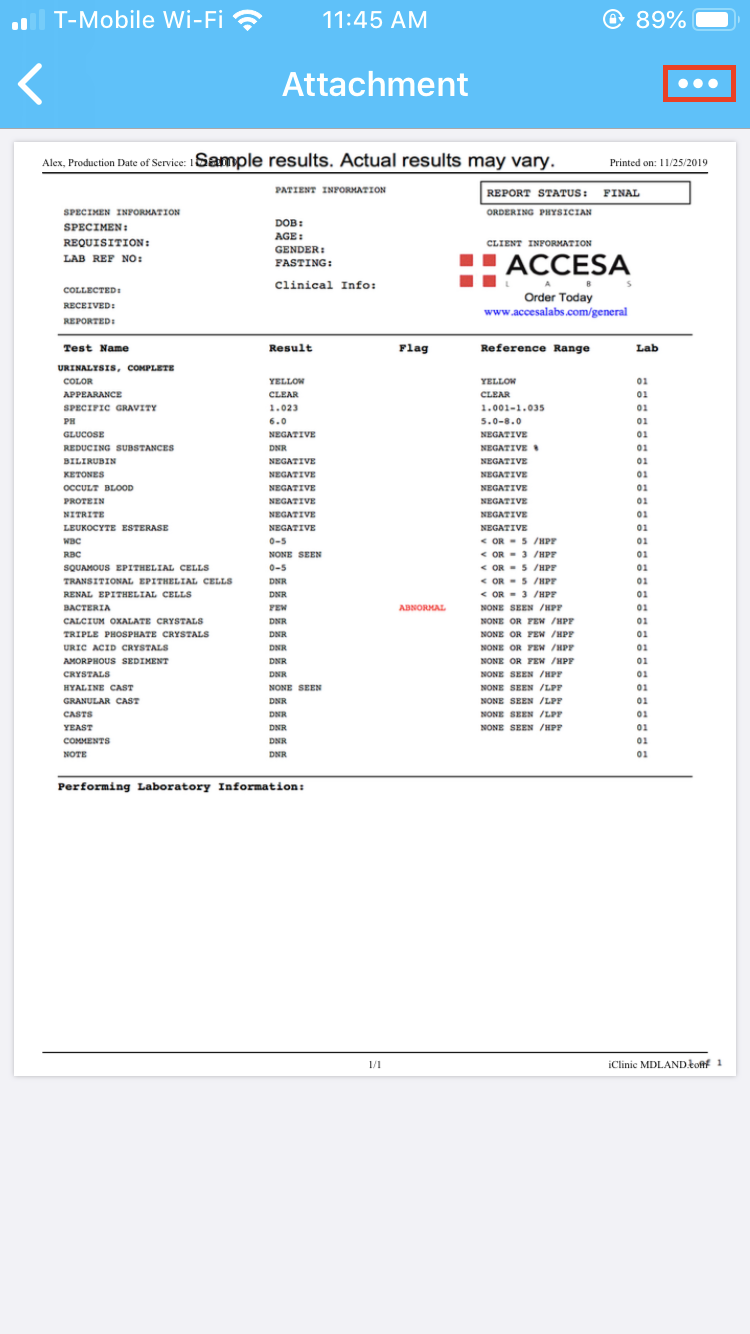 T-Mobile Wi-Fi 11:45 AM 89%
Attachment
Alex, Production Date of Service: Sample results. Actual results may vary. Printed on: 11/25/2019
PATIENT INFORMATION
REPORT STATUS: FINAL
SPECIMEN INFORMATION
SPECIMEN:
REQUISITION:
LAB REF NO:
COLLECTED:
RECEIVED:
REPORTED:
DOB:
AGE:
GENDER:
FASTING:
Clinical Info:
ORDERING PHYSICIAN
CLIENT INFORMATION
ACCESA
LABS
Order Today
www.accesalabs.com/general
Test Name Result Flag Reference Range Lab
URINALYSIS, COMPLETE
COLOR YELLOW YELLOW 01
APPEARANCE CLEAR CLEAR 01
SPECIFIC GRAVITY 1.023 1.001-1.035 01
PH 6.0 5.0-8.0 01
GLUCOSE NEGATIVE NEGATIVE 01
REDUCING SUBSTANCES DNR NEGATIVE % 01
BILIRUBIN NEGATIVE NEGATIVE 01
KETONES NEGATIVE NEGATIVE 01
OCCULT BLOOD NEGATIVE NEGATIVE 01
PROTEIN NEGATIVE NEGATIVE 01
NITRITE NEGATIVE NEGATIVE 01
LEUKOCYTE ESTERASE NEGATIVE NEGATIVE 01
WBC 0-5 < OR = 5 /HPF 01
RBC NONE SEEN < OR = 3 /HPF 01
SQUAMOUS EPITHELIAL CELLS 0-5 < OR = 5 /HPF 01
TRANSITIONAL EPITHELIAL CELLS DNR < OR = 5 /HPF 01
RENAL EPITHELIAL CELLS DNR < OR = 3 /HPF 01
BACTERIA FEW ABNORMAL NONE SEEN /HPF 01
CALCIUM OXALATE CRYSTALS DNR NONE OR FEW /HPF 01
TRIPLE PHOSPHATE CRYSTALS DNR NONE OR FEW /HPF 01
URIC ACID CRYSTALS DNR NONE OR FEW /HPF 01
AMORPHOUS SEDIMENT DNR NONE OR FEW /HPF 01
CRYSTALS DNR NONE SEEN /HPF 01
HYALINE CAST NONE SEEN NONE SEEN /LPF 01
GRANULAR CAST DNR NONE SEEN /LPF 01
CASTS DNR NONE SEEN /LPF 01
YEAST DNR NONE SEEN /HPF 01
COMMENTS DNR 01
NOTE DNR 01
Performing Laboratory Information:
1/1 iClinic MDLAND.com 1 of 1